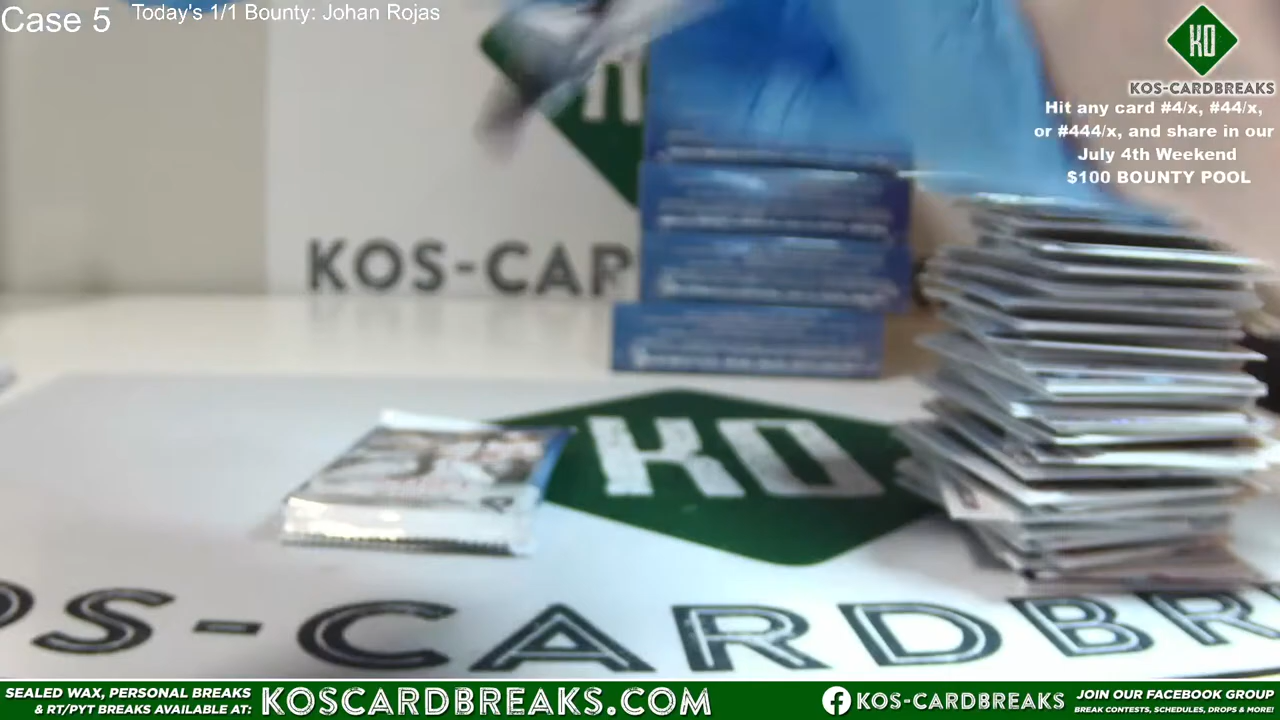 Case 5
Today's 1/1 Bounty: Johan Rojas
KO
KOS-CARDBREAKS
Hit any card #4/x, #44/x,
or #444/x, and share in our
July 4th Weekend
$100 BOUNTY POOL
KOS-CAR
KO
OS-CARDBR
SEALED WAX, PERSONAL BREAKS
& RT/PYT BREAKS AVAILABLE AT:
KOSCARDBREAKS.COM
KOS-CARDBREAKS
JOIN OUR FACEBOOK GROUP
BREAK CONTESTS, SCHEDULES, DROPS & MORE!